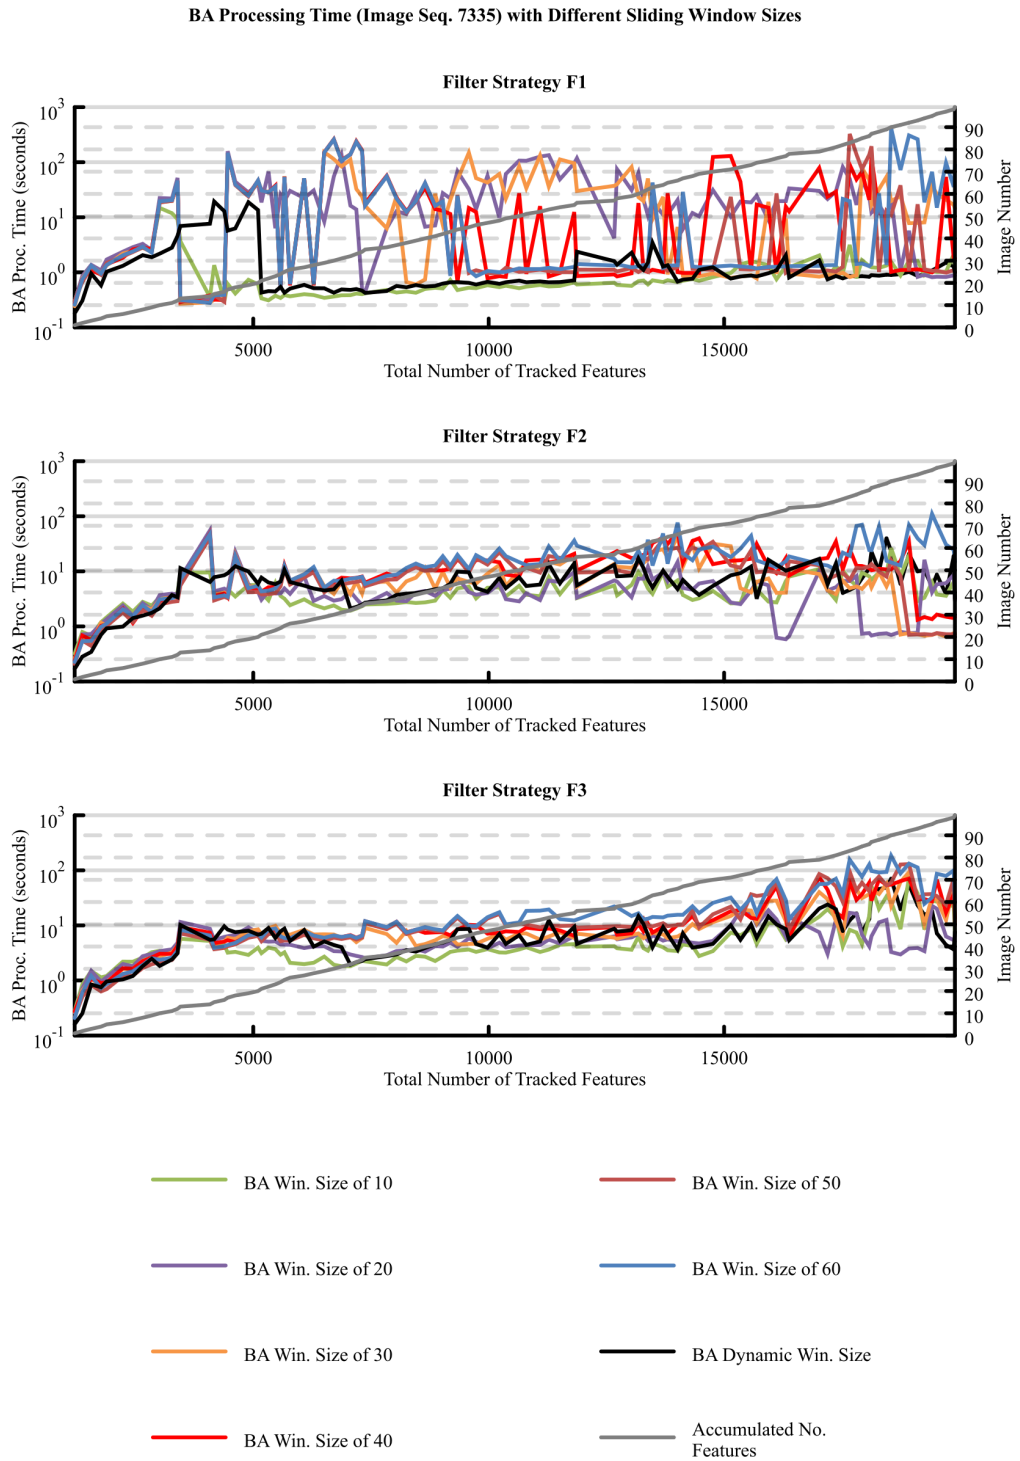 BA Processing Time (Image Seq. 7335) with Different Sliding Window Sizes
Filter Strategy F1
BA Proc. Time (seconds)
10^3
10^2
10^1
10^0
10^-1
90
80
70
60
50
40
30
20
10
0
Image Number
5000 10000 15000
Total Number of Tracked Features
Filter Strategy F2
BA Proc. Time (seconds)
10^3
10^2
10^1
10^0
10^-1
90
80
70
60
50
40
30
20
10
0
Image Number
5000 10000 15000
Total Number of Tracked Features
Filter Strategy F3
BA Proc. Time (seconds)
10^3
10^2
10^1
10^0
10^-1
90
80
70
60
50
40
30
20
10
0
Image Number
5000 10000 15000
Total Number of Tracked Features
BA Win. Size of 10
BA Win. Size of 20
BA Win. Size of 30
BA Win. Size of 40
BA Win. Size of 50
BA Win. Size of 60
BA Dynamic Win. Size
Accumulated No.
Features